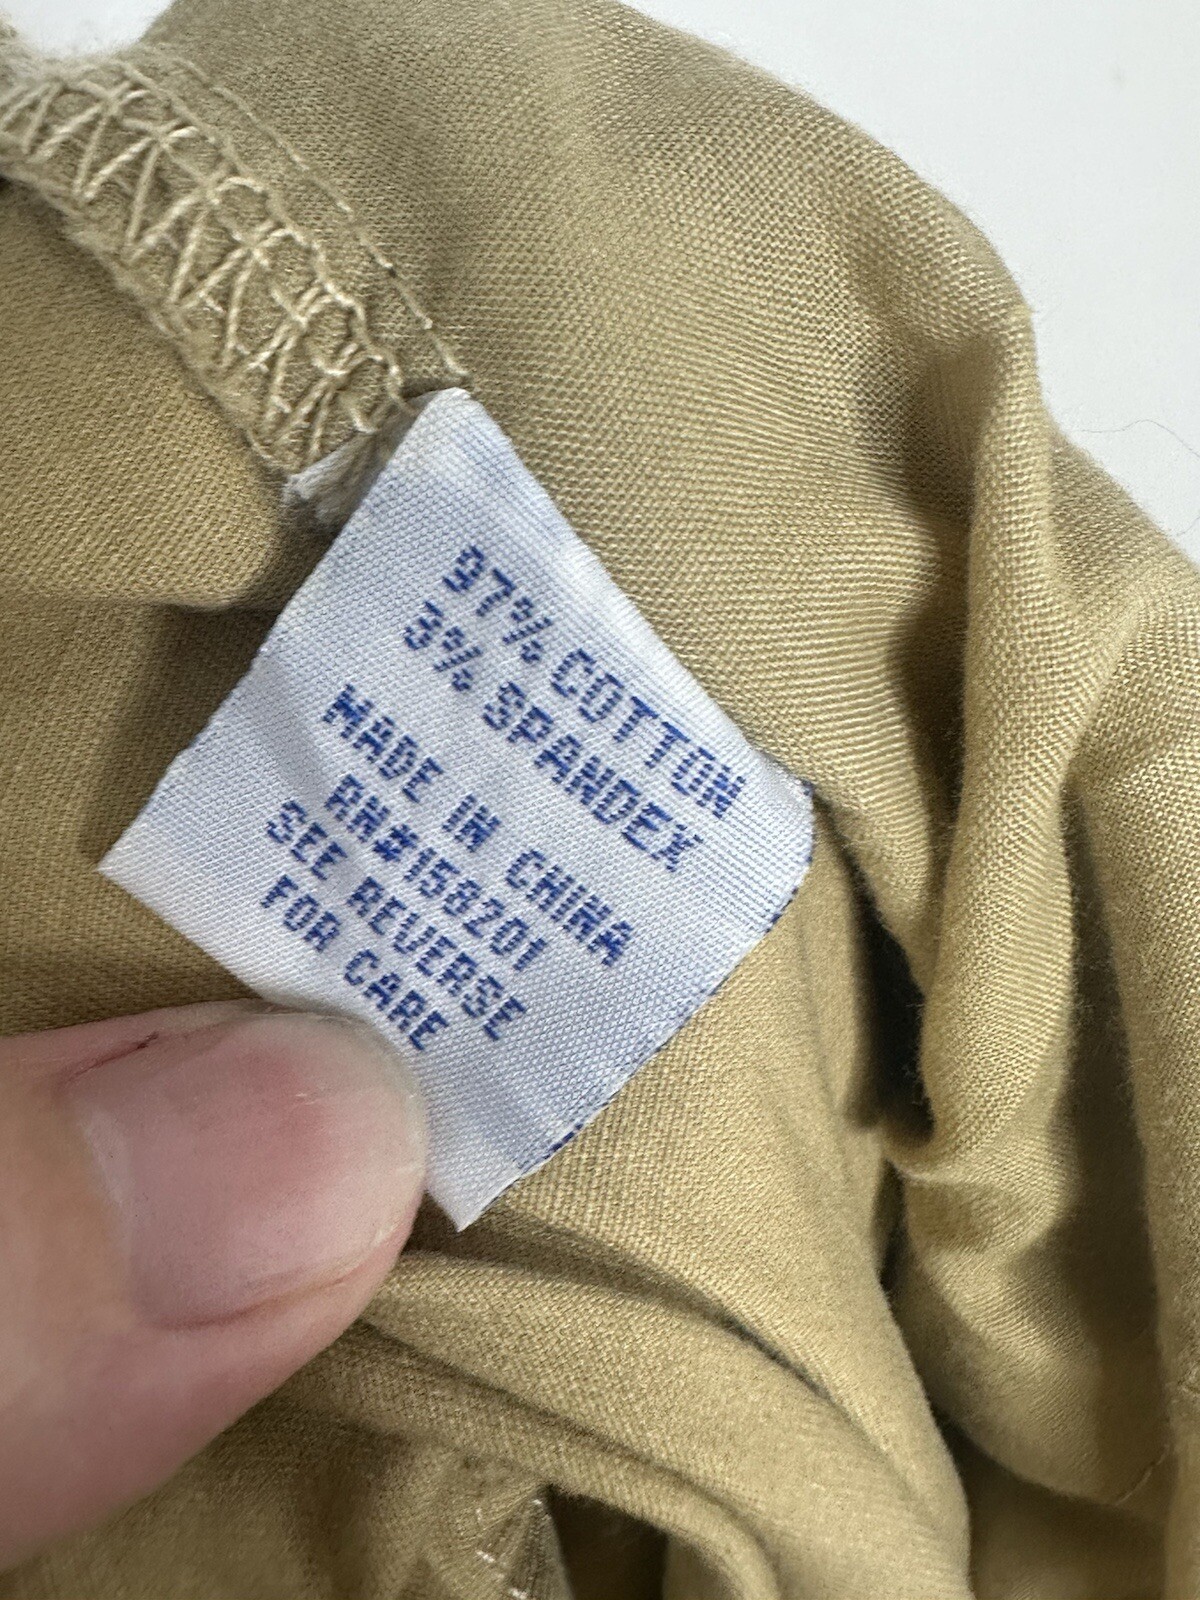 97% COTTON
3% SPANDEX
MADE IN CHINA
RN#158201
SEE REVERSE
FOR CARE